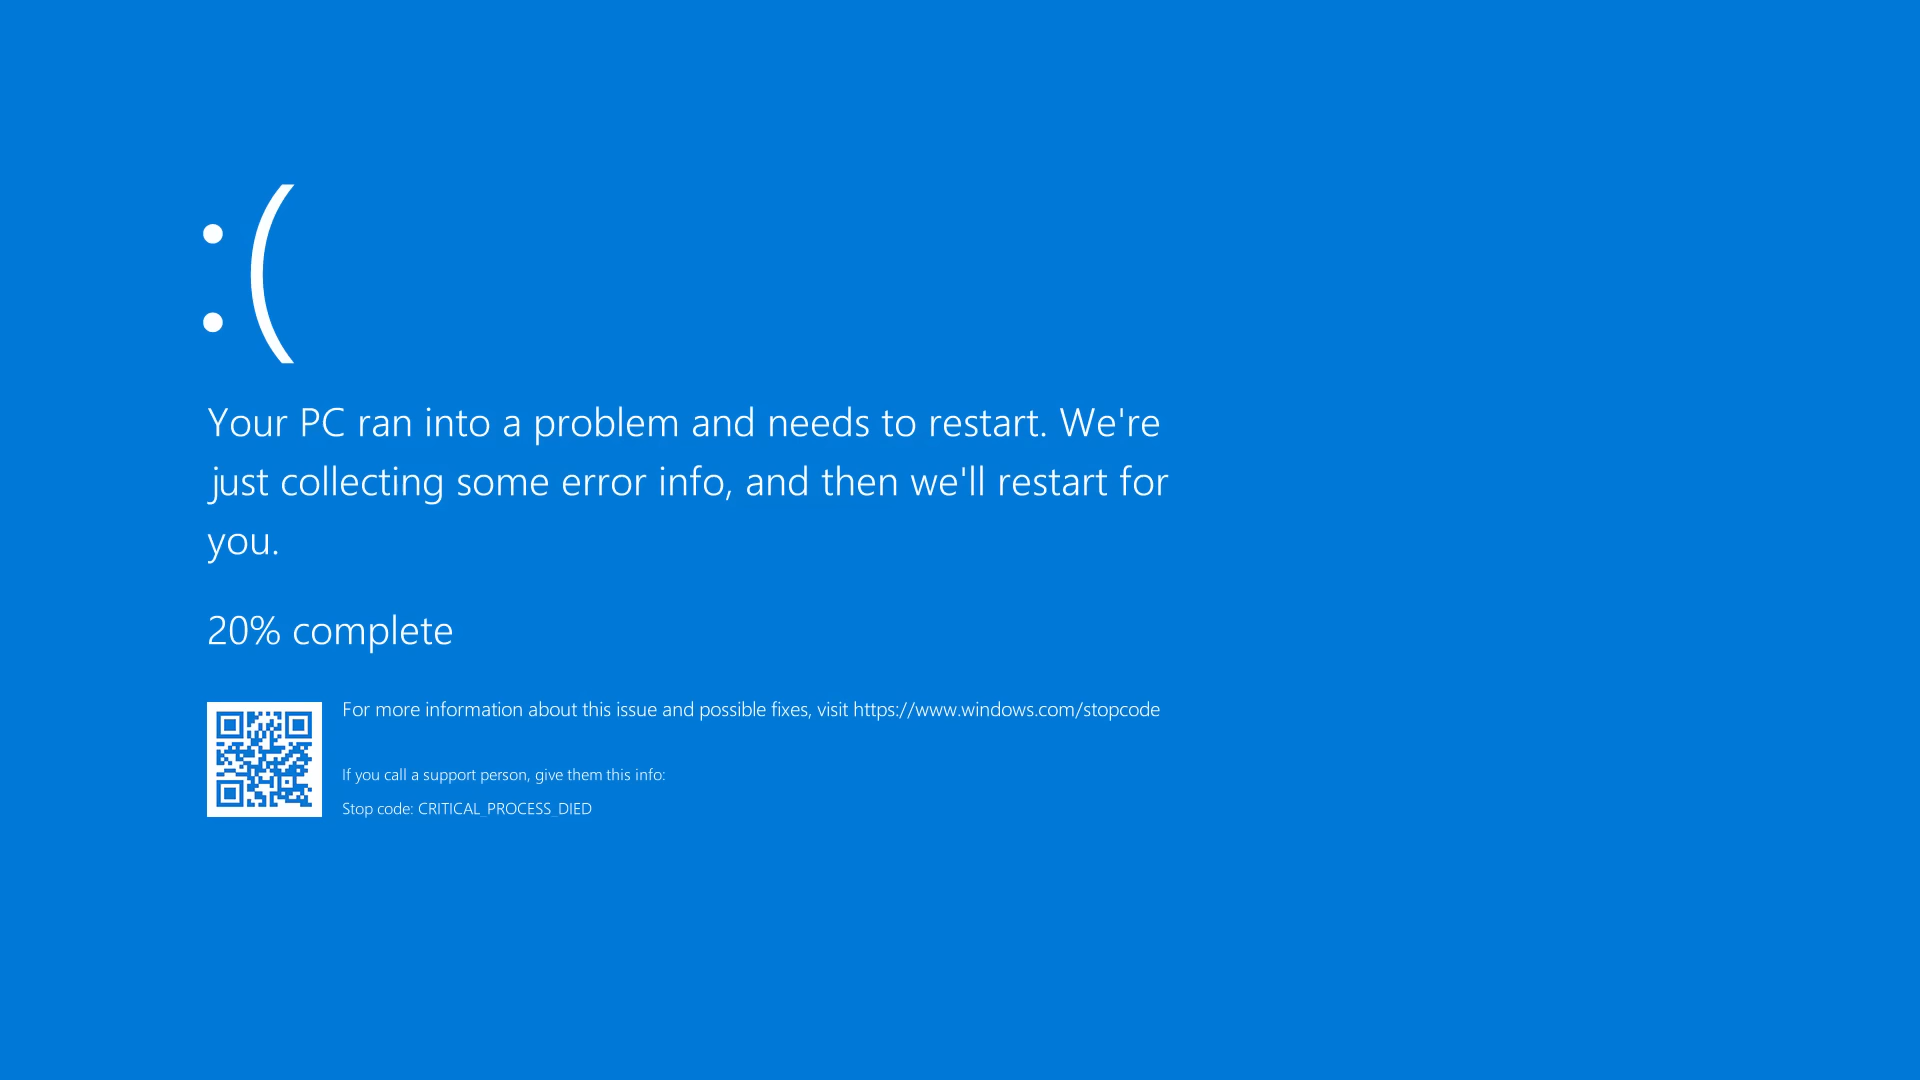 :(
Your PC ran into a problem and needs to restart. We're
just collecting some error info, and then we'll restart for
you.
20% complete
For more information about this issue and possible fixes, visit https://www.windows.com/stopcode
If you call a support person, give them this info:
Stop code: CRITICAL_PROCESS_DIED